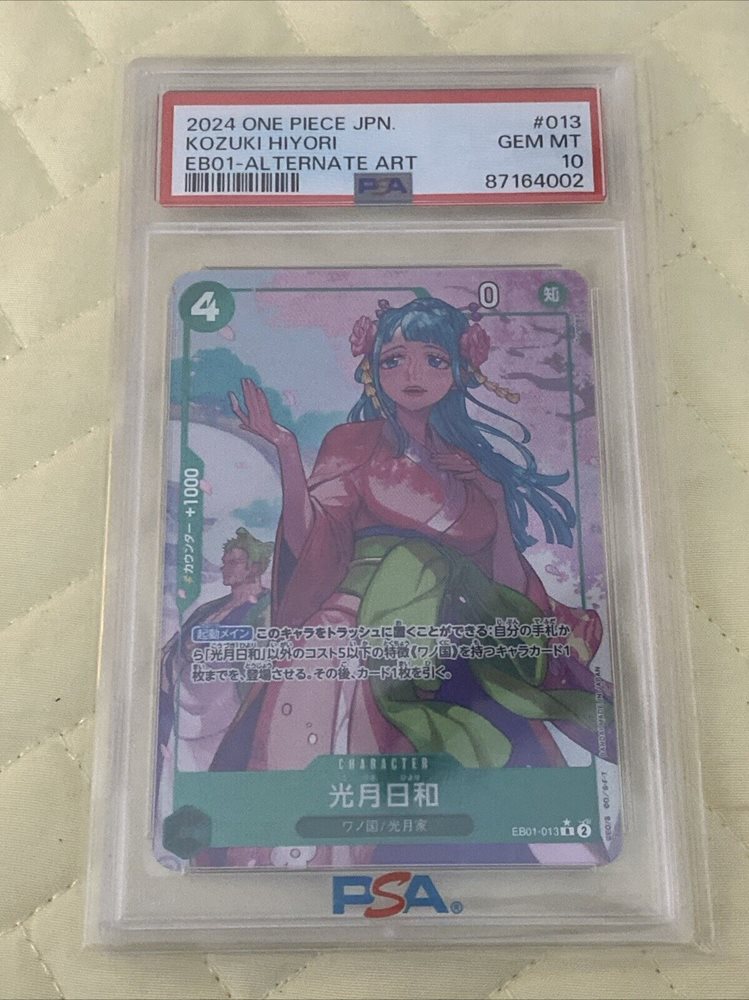 2024 ONE PIECE JPN. #013
KOZUKI HIYORI GEM MT
EB01-ALTERNATE ART 10
PSA 87164002
4 0 知
カウンター +1000
起動メイン このキャラをトラッシュに置くことができる:自分の手札か
ら「光月日和」以外のコスト5以下の特徴《ワノ国》を持つキャラカード1
枚までを、登場させる。その後、カード1枚を引く。
CHARACTER
光月日和
ワノ国/光月家
EB01-013 R 2
PSA®